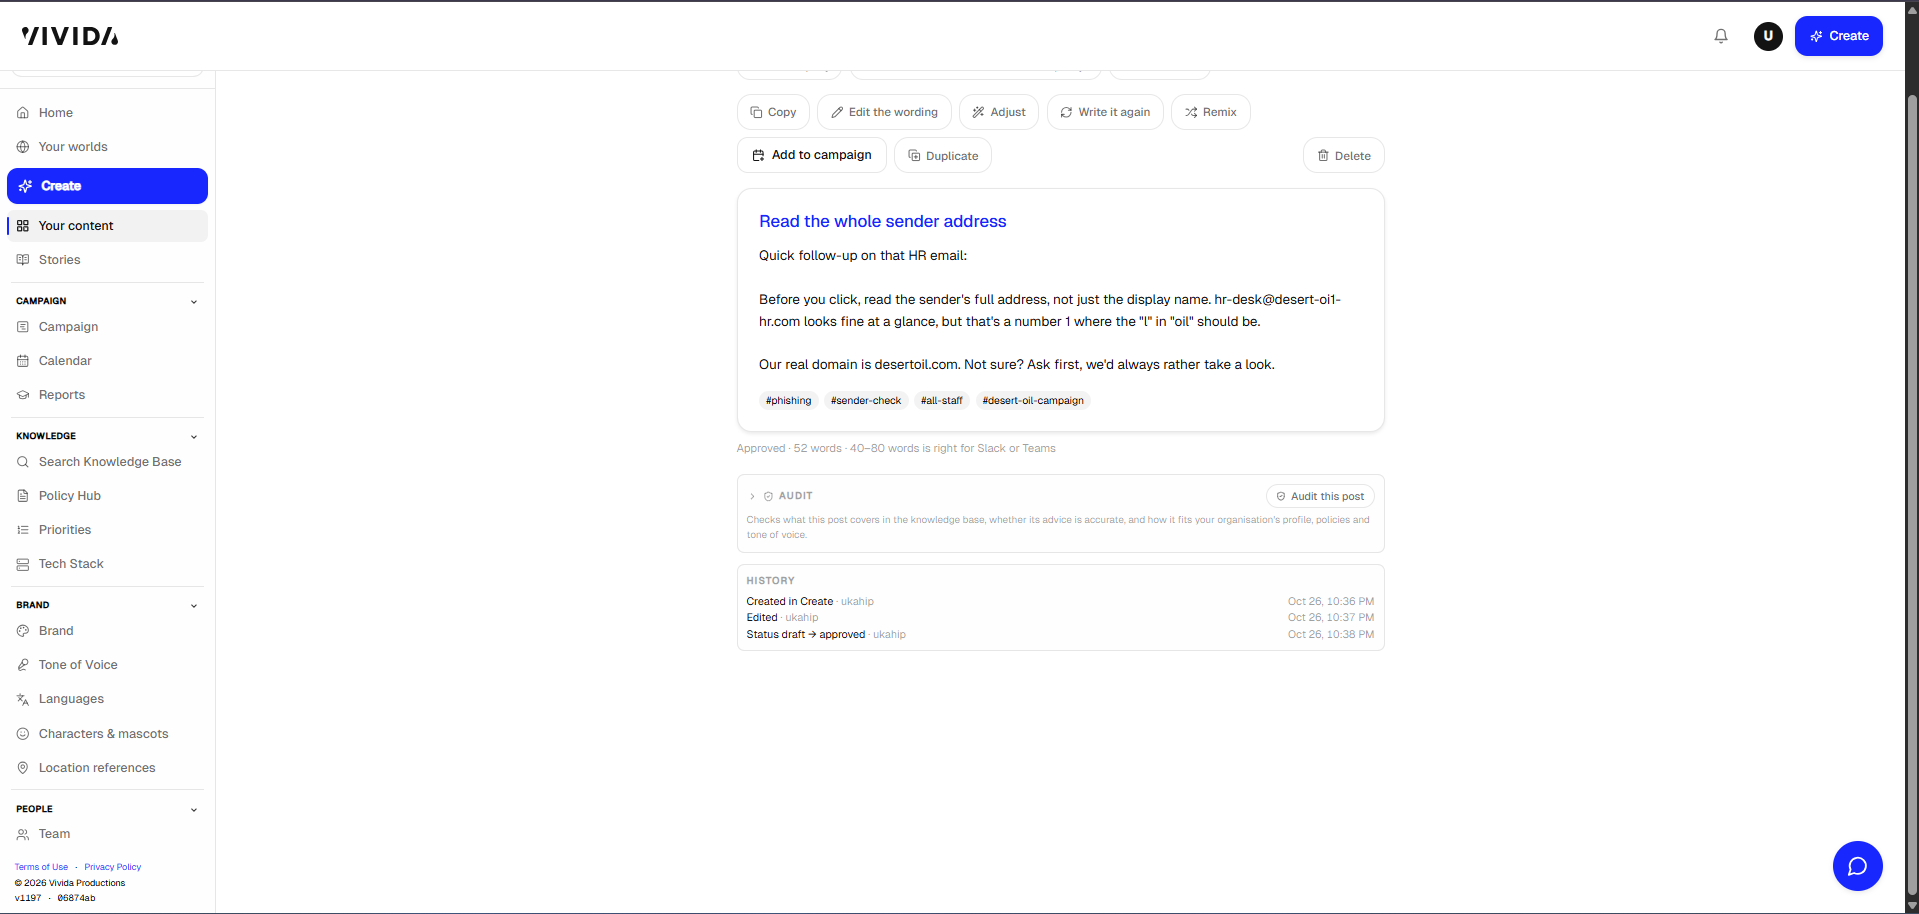 VIVIDA
U
Create
Home
Your worlds
Create
Your content
Stories
CAMPAIGN
Campaign
Calendar
Reports
KNOWLEDGE
Search Knowledge Base
Policy Hub
Priorities
Tech Stack
BRAND
Brand
Tone of Voice
Languages
Characters & mascots
Location references
PEOPLE
Team
Terms of Use · Privacy Policy
© 2026 Vivida Productions
v1197 · 06874ab
Copy
Edit the wording
Adjust
Write it again
Remix
Add to campaign
Duplicate
Delete
Read the whole sender address
Quick follow-up on that HR email:
Before you click, read the sender's full address, not just the display name. hr-desk@desert-oi1-
hr.com looks fine at a glance, but that's a number 1 where the "l" in "oil" should be.
Our real domain is desertoil.com. Not sure? Ask first, we'd always rather take a look.
#phishing #sender-check #all-staff #desert-oil-campaign
Approved · 52 words · 40–80 words is right for Slack or Teams
AUDIT
Audit this post
Checks what this post covers in the knowledge base, whether its advice is accurate, and how it fits your organisation's profile, policies and
tone of voice.
HISTORY
Created in Create · ukahip Oct 26, 10:36 PM
Edited · ukahip Oct 26, 10:37 PM
Status draft → approved · ukahip Oct 26, 10:38 PM